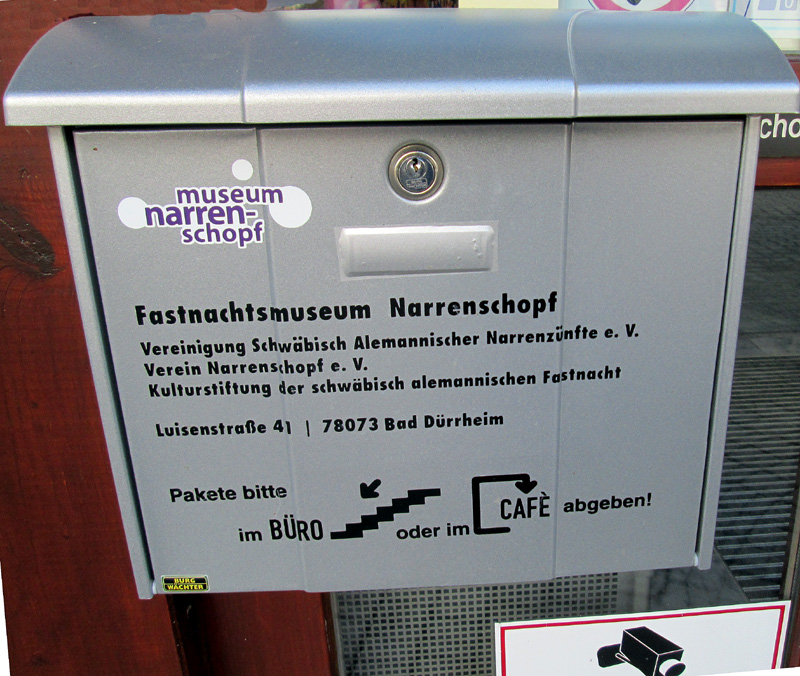 museum
narren-
schopf
Fastnachtsmuseum Narrenschopf
Vereinigung Schwäbisch Alemannischer Narrenzünfte e. V.
Verein Narrenschopf e. V.
Kulturstiftung der schwäbisch alemannischen Fastnacht
Luisenstraße 41 | 78073 Bad Dürrheim
Pakete bitte
im BÜRO oder im CAFÈ abgeben!
BURG
WÄCHTER